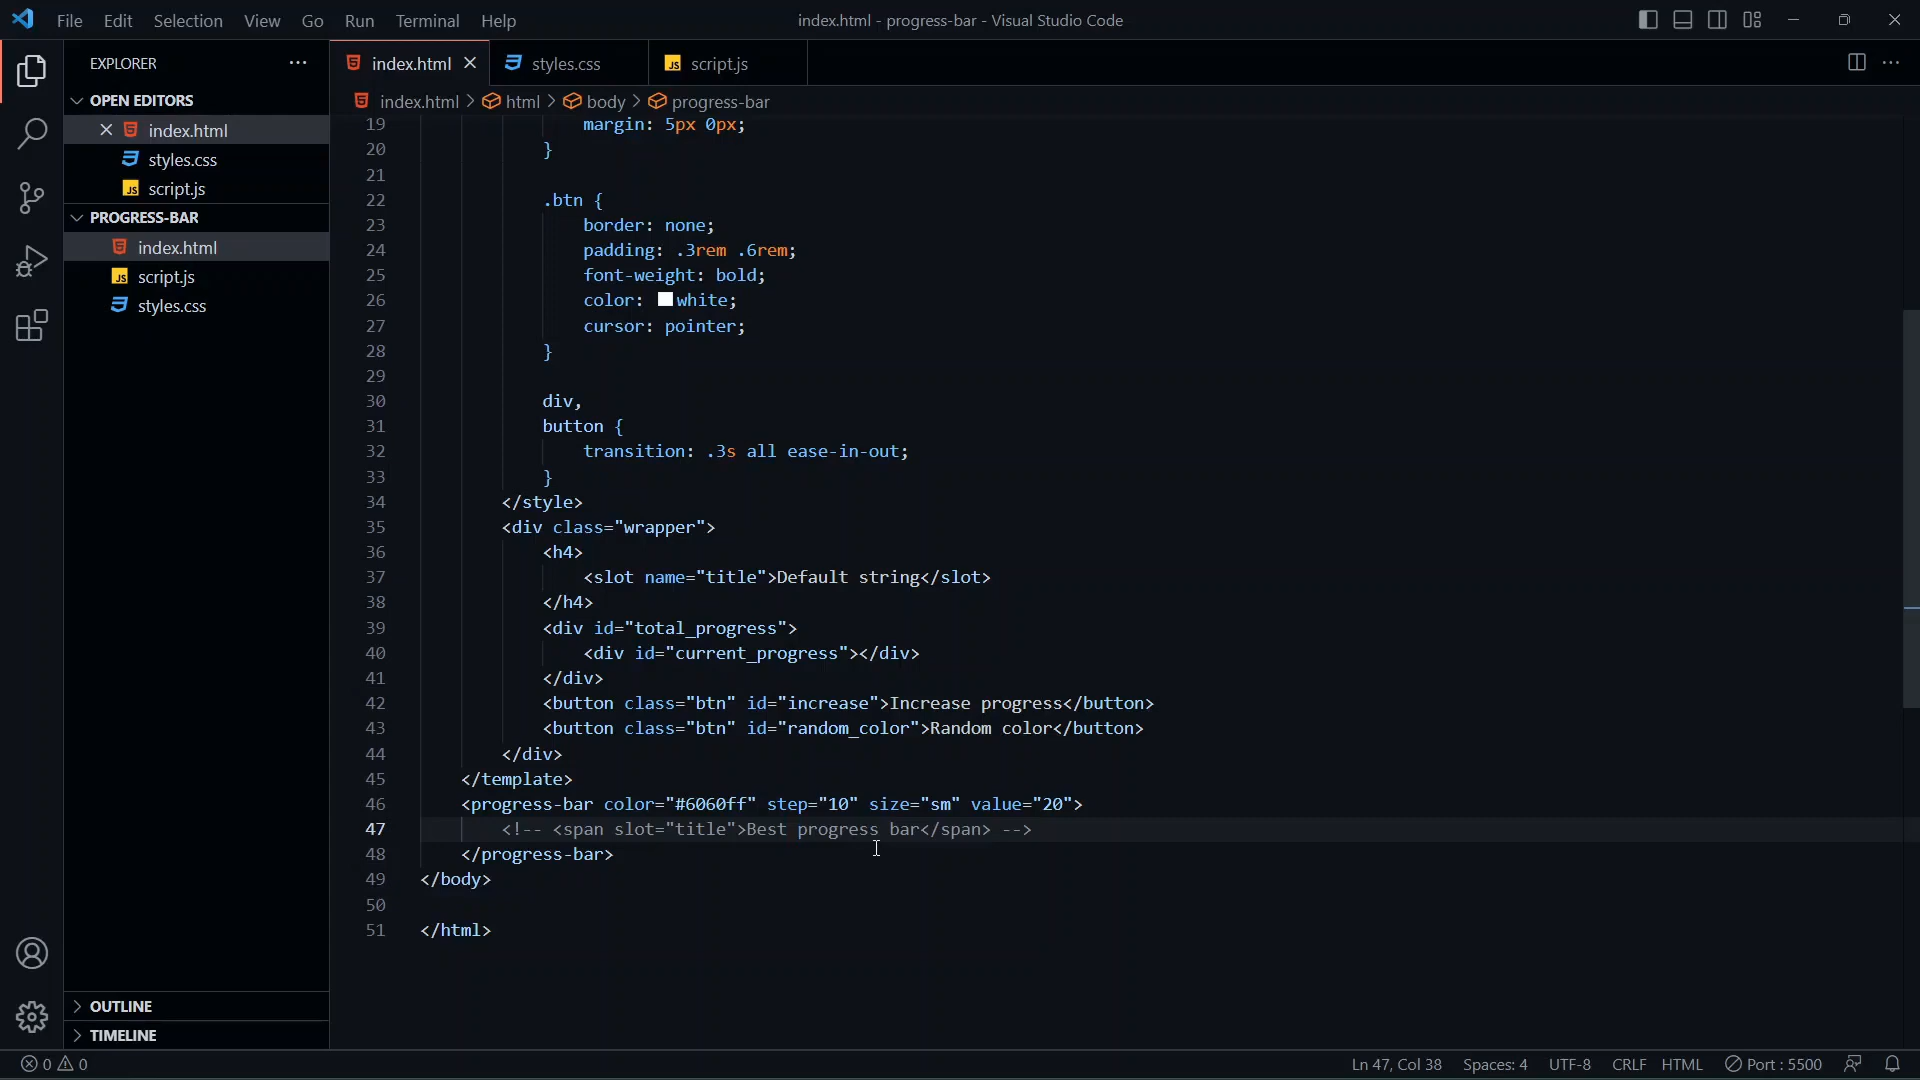 File Edit Selection View Go Run Terminal Help
index.html - progress-bar - Visual Studio Code
EXPLORER
OPEN EDITORS
index.html
styles.css
script.js
PROGRESS-BAR
index.html
script.js
styles.css
OUTLINE
TIMELINE
index.html styles.css script.js
index.html > html > body > progress-bar
19 margin: 5px 0px;
20 }
21
22 .btn {
23 border: none;
24 padding: .3rem .6rem;
25 font-weight: bold;
26 color: white;
27 cursor: pointer;
28 }
29
30 div,
31 button {
32 transition: .3s all ease-in-out;
33 }
34 </style>
35 <div class="wrapper">
36 <h4>
37 <slot name="title">Default string</slot>
38 </h4>
39 <div id="total_progress">
40 <div id="current_progress"></div>
41 </div>
42 <button class="btn" id="increase">Increase progress</button>
43 <button class="btn" id="random_color">Random color</button>
44 </div>
45 </template>
46 <progress-bar color="#6060ff" step="10" size="sm" value="20">
47 <!-- <span slot="title">Best progress bar</span> -->
48 </progress-bar>
49 </body>
50
51 </html>
0 0 Ln 47, Col 38 Spaces: 4 UTF-8 CRLF HTML Port : 5500